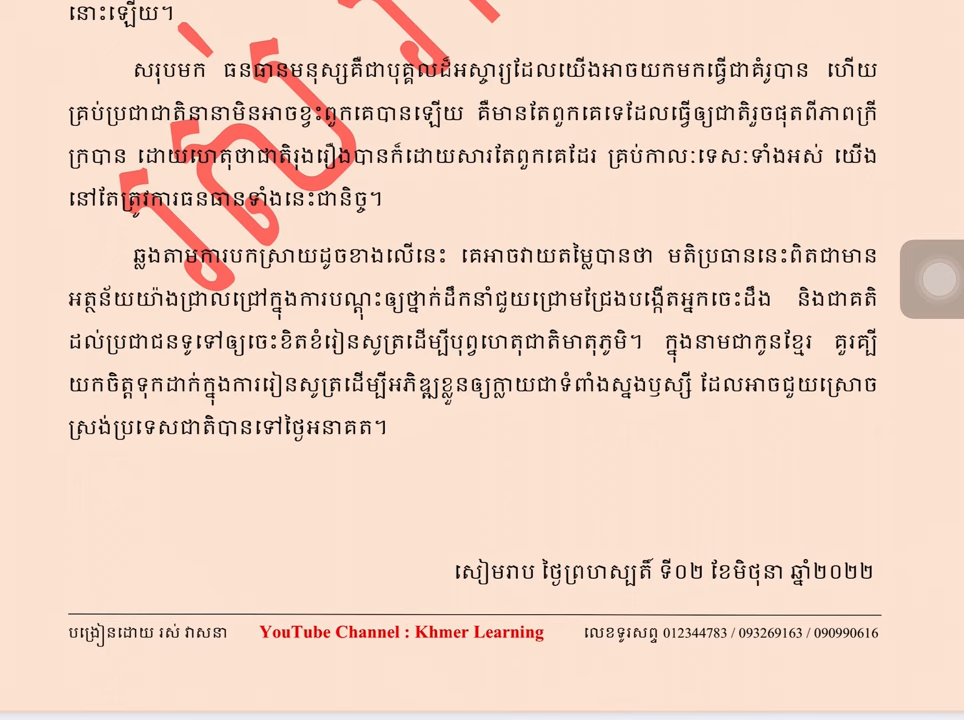 នោះឡើយ។
សរុបមក ធនធានមនុស្សគឺជាបុគ្គលដ៏អស្ចារ្យដែលយើងអាចយកមកធ្វើជាគំរូបាន ហើយ
គ្រប់ប្រជាជាតិនានាមិនអាចខ្វះពួកគេបានឡើយ គឺមានតែពួកគេទេដែលធ្វើឲ្យជាតិរួចផុតពីភាពក្រី
ក្របាន ដោយហេតុថាជាតិរុងរឿងបានក៏ដោយសារតែពួកគេដែរ គ្រប់កាលៈទេសៈទាំងអស់ យើង
នៅតែត្រូវការធនធានទាំងនេះជានិច្ច។
ឆ្លងតាមការបកស្រាយដូចខាងលើនេះ គេអាចវាយតម្លៃបានថា មតិប្រធាននេះពិតជាមាន
អត្ថន័យយ៉ាងជ្រាលជ្រៅក្នុងការបណ្តុះឲ្យថ្នាក់ដឹកនាំជួយជ្រោមជ្រែងបង្កើតអ្នកចេះដឹង និងជាគតិ
ដល់ប្រជាជនទូទៅឲ្យចេះខិតខំរៀនសូត្រដើម្បីបុព្វហេតុជាតិមាតុភូមិ។ ក្នុងនាមជាកូនខ្មែរ គួរគប្បី
យកចិត្តទុកដាក់ក្នុងការរៀនសូត្រដើម្បីអភិឌ្ឍខ្លួនឲ្យក្លាយជាទំពាំងស្នងឫស្សី ដែលអាចជួយស្រោច
ស្រង់ប្រទេសជាតិបានទៅថ្ងៃអនាគត។
សៀមរាប ថ្ងៃព្រហស្បតិ៍ ទី០២ ខែមិថុនា ឆ្នាំ២០២២
បង្រៀនដោយ រស់ វាសនា YouTube Channel : Khmer Learning លេខទូរសព្ទ 012344783 / 093269163 / 090990616